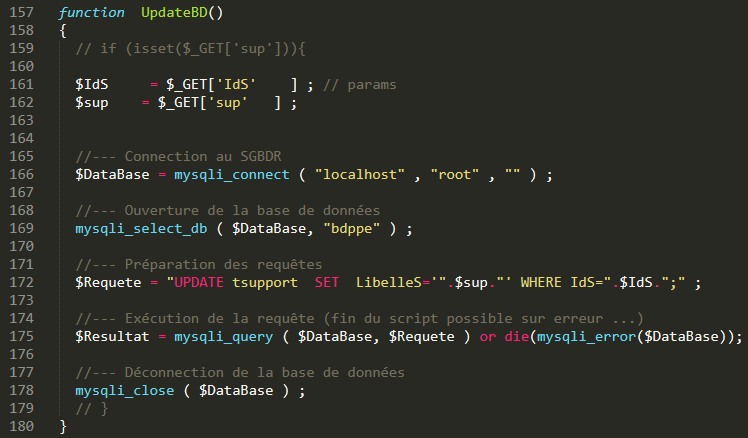 157 function UpdateBD()
158 {
159 // if (isset($_GET['sup'])){
160
161 $IdS = $_GET['IdS' ] ; // params
162 $sup = $_GET['sup' ] ;
163
164
165 //--- Connection au SGBDR
166 $DataBase = mysqli_connect ( "localhost" , "root" , "" ) ;
167
168 //--- Ouverture de la base de données
169 mysqli_select_db ( $DataBase, "bdppe" ) ;
170
171 //--- Préparation des requêtes
172 $Requete = "UPDATE tsupport SET LibelleS='".$sup."' WHERE IdS=".$IdS.";" ;
173
174 //--- Exécution de la requête (fin du script possible sur erreur ...)
175 $Resultat = mysqli_query ( $DataBase, $Requete ) or die(mysqli_error($DataBase));
176
177 //--- Déconnection de la base de données
178 mysqli_close ( $DataBase ) ;
179 // }
180 }